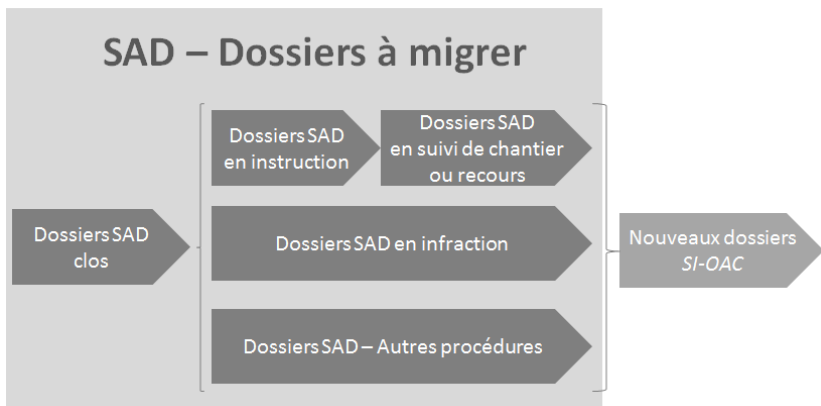 SAD – Dossiers à migrer
Dossiers SAD
en instruction
Dossiers SAD
en suivi de chantier
ou recours
Dossiers SAD
clos
Dossiers SAD en infraction
Nouveaux dossiers
SI-OAC
Dossiers SAD – Autres procédures